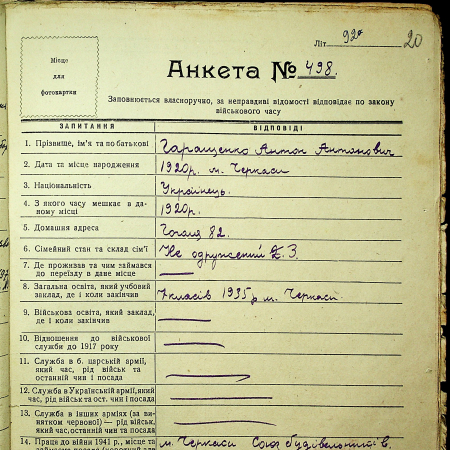 Літ. 92а 20
Місце
для
фотокартки
Анкета № 498.
Заповнюється власноручно, за неправдиві відомості відповідає по закону
військового часу
ЗАПИТАННЯ ВІДПОВІДІ
1. Прізвище, ім'я та по батькові Гаращенко Антон Антонович
2. Дата та місце народження 1920р. м. Черкаси
3. Національність Українець.
4. З якого часу мешкає в да-
ному місці 1920р.
5. Домашня адреса Гоголя 82.
6. Сімейний стан та склад сім'ї Не одружений 3.
7. Де проживав та чим займався
до переїзду в дане місце
8. Загальна освіта, який учбовий
заклад, де і коли закінчив 7 класів 1935 р м. Черкаси.
9. Військова освіта, який заклад,
де і коли закінчив
10. Відношення до військової
служби до 1917 року
11. Служба в б. царській армії,
який час, рід військ та
останній чин і посада
12. Служба в Українській армії, який
час, рід військ та ост. чин і посада
13. Служба в інших арміях (за ви-
нятком червоної) — рід військ,
який час, останній чин та посада
14. Праця до війни 1941 р., місце та м. Черкаси Союз будівельників,